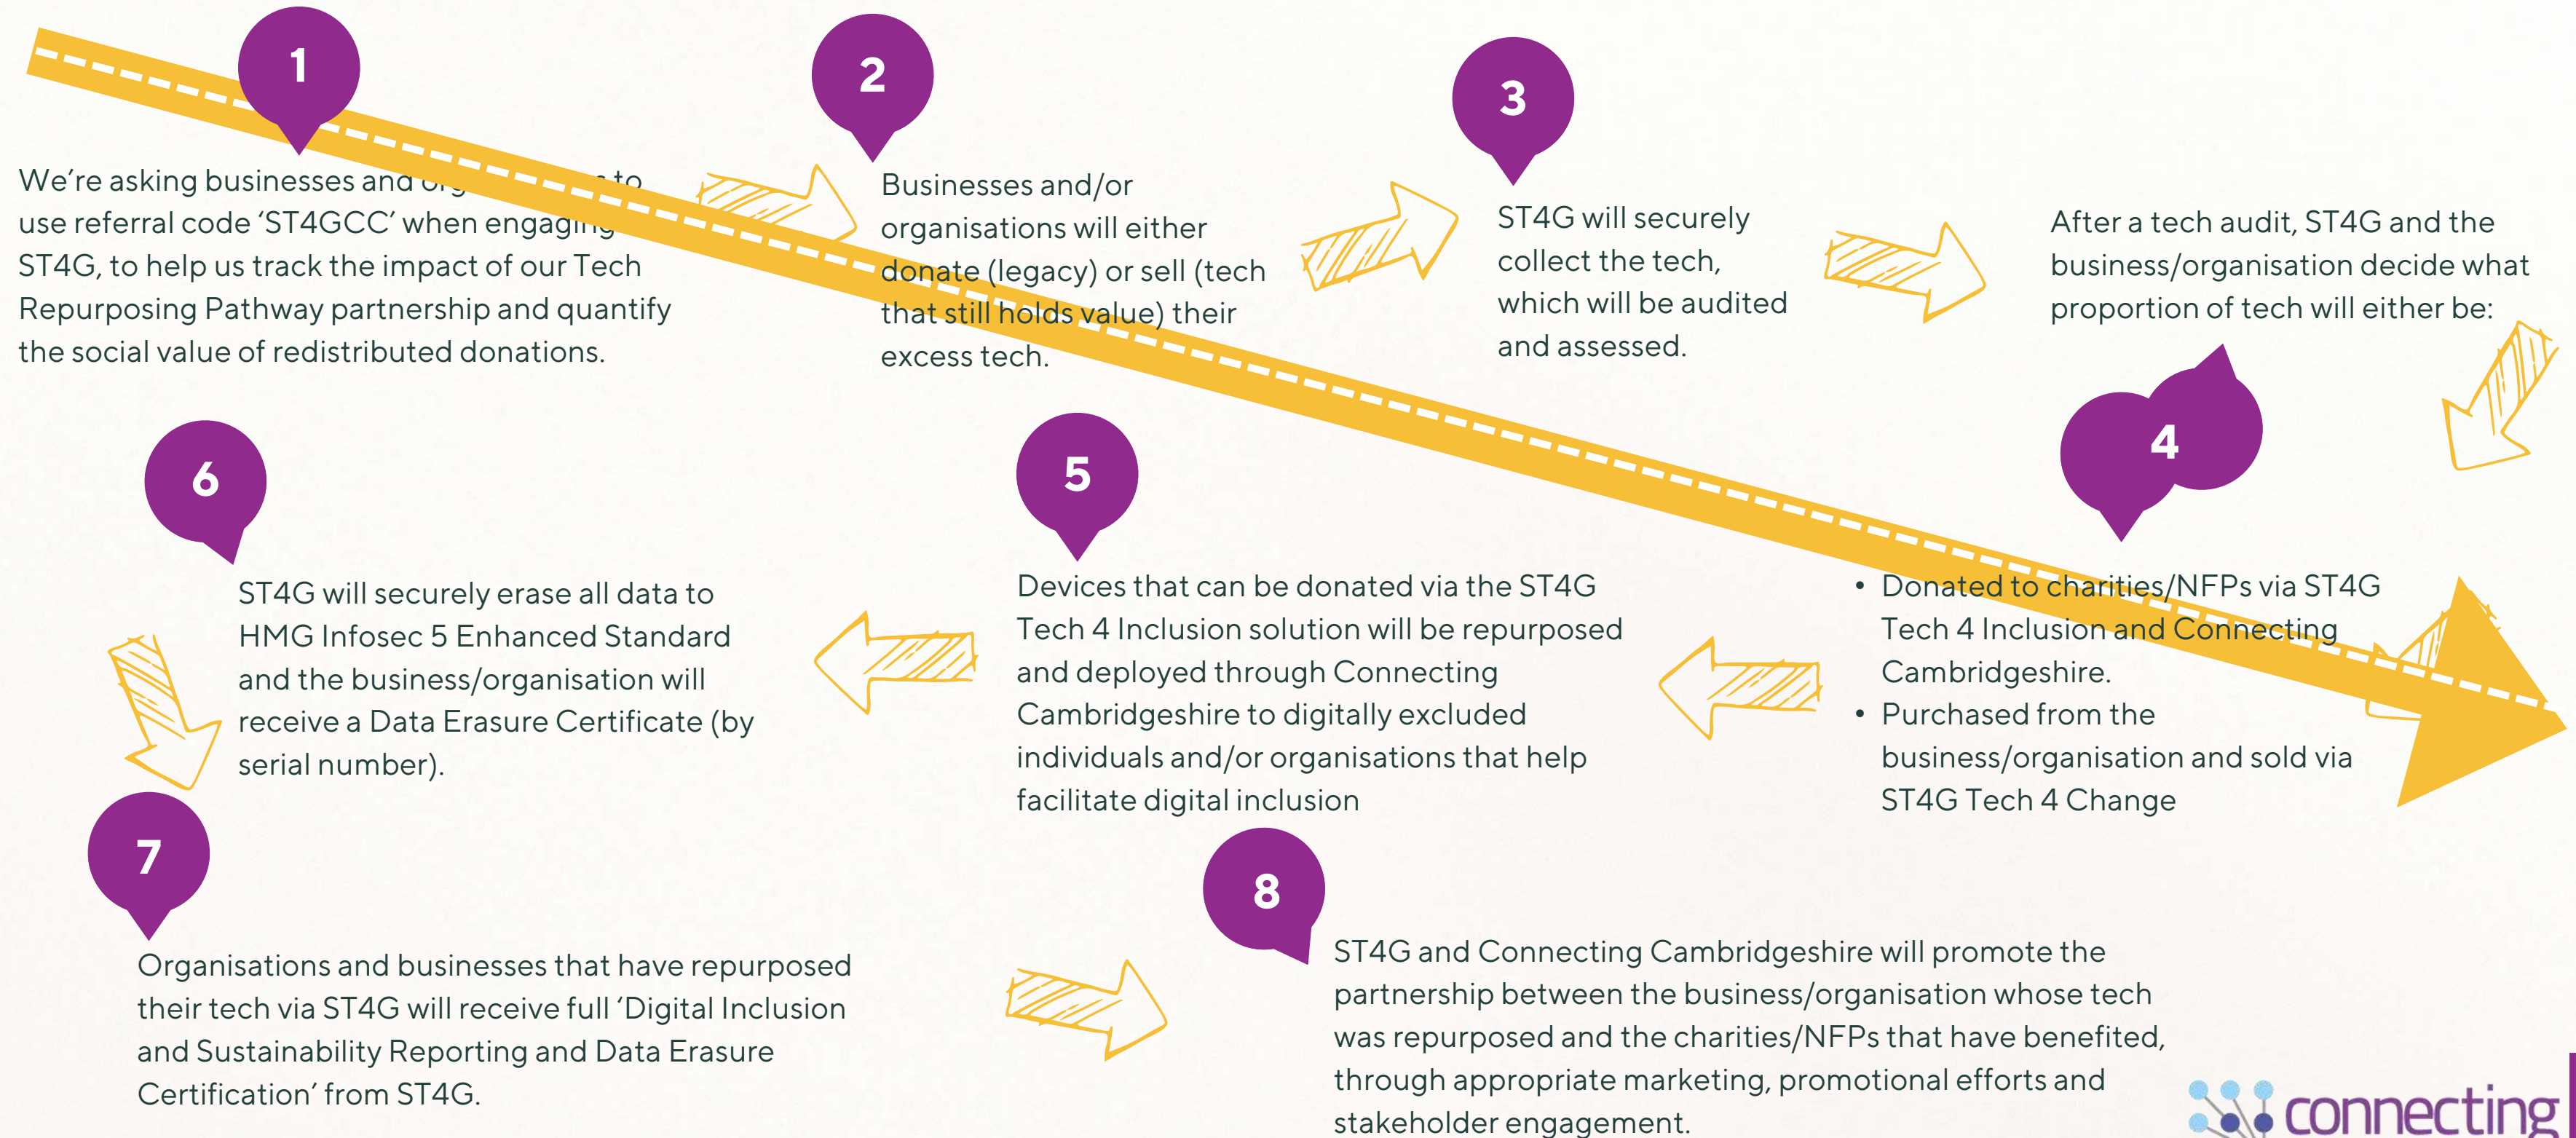 1
We're asking businesses and to
use referral code 'ST4GCC' when engaging
ST4G, to help us track the impact of our Tech
Repurposing Pathway partnership and quantify
the social value of redistributed donations.
2
Businesses and/or
organisations will either
donate (legacy) or sell (tech
that still holds value) their
excess tech.
3
ST4G will securely
collect the tech,
which will be audited
and assessed.
After a tech audit, ST4G and the
business/organisation decide what
proportion of tech will either be:
4
• Donated to charities/NFPs via ST4G
Tech 4 Inclusion and Connecting
Cambridgeshire.
• Purchased from the
business/organisation and sold via
ST4G Tech 4 Change
5
Devices that can be donated via the ST4G
Tech 4 Inclusion solution will be repurposed
and deployed through Connecting
Cambridgeshire to digitally excluded
individuals and/or organisations that help
facilitate digital inclusion
6
ST4G will securely erase all data to
HMG Infosec 5 Enhanced Standard
and the business/organisation will
receive a Data Erasure Certificate (by
serial number).
7
Organisations and businesses that have repurposed
their tech via ST4G will receive full 'Digital Inclusion
and Sustainability Reporting and Data Erasure
Certification' from ST4G.
8
ST4G and Connecting Cambridgeshire will promote the
partnership between the business/organisation whose tech
was repurposed and the charities/NFPs that have benefited,
through appropriate marketing, promotional efforts and
stakeholder engagement.
connecting